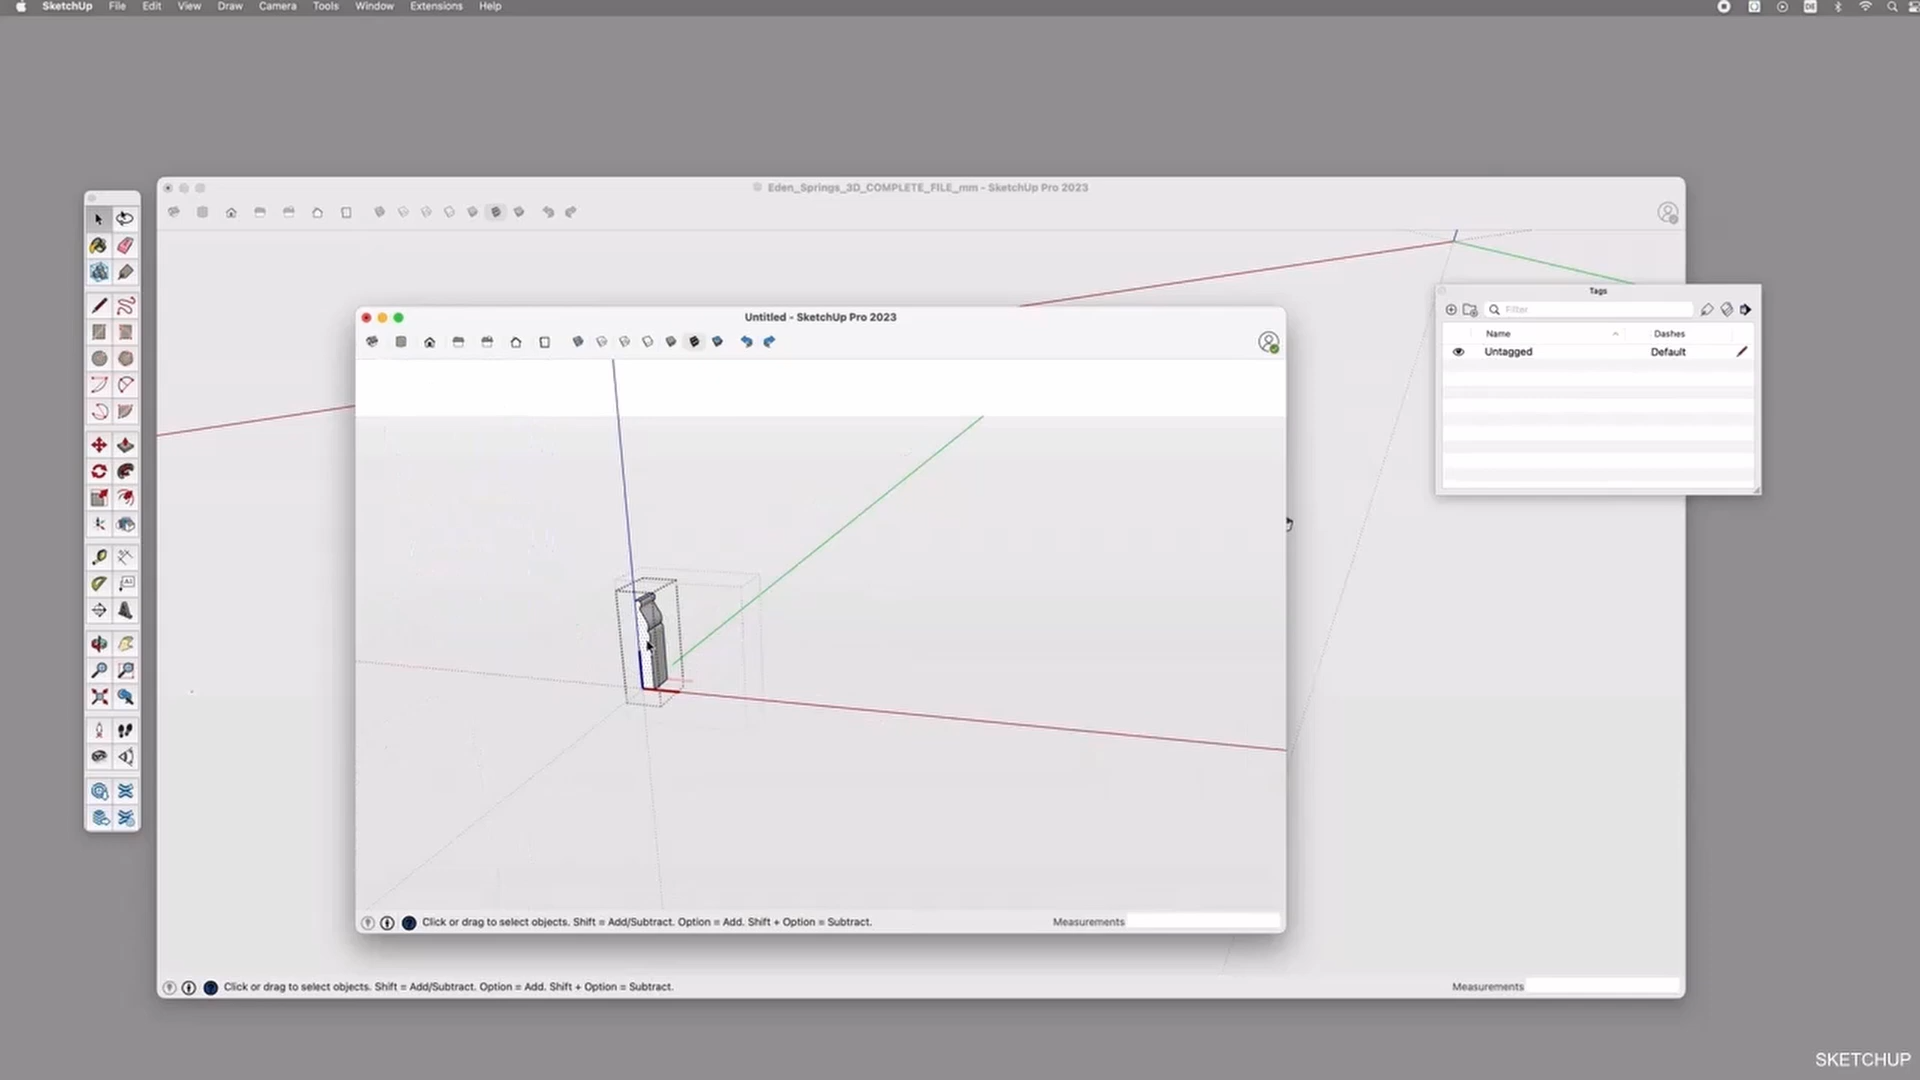 SketchUp File Edit View Draw Camera Tools Window Extensions Help
Eden_Springs_3D_COMPLETE_FILE_mm - SketchUp Pro 2023
Tags
Filter
Name Dashes
Untagged Default
Untitled - SketchUp Pro 2023
Click or drag to select objects. Shift = Add/Subtract. Option = Add. Shift + Option = Subtract. Measurements
Click or drag to select objects. Shift = Add/Subtract. Option = Add. Shift + Option = Subtract. Measurements
SKETCHUP